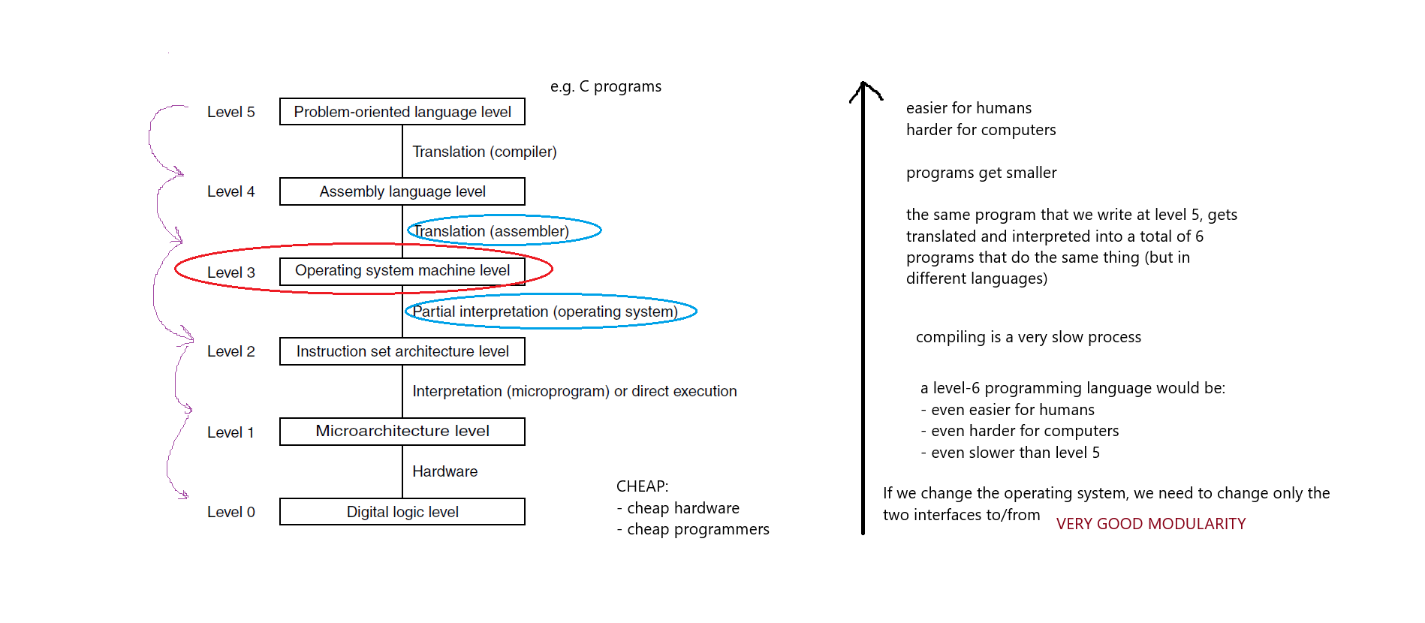 e.g. C programs
Level 5
Problem-oriented language level
Translation (compiler)
Level 4
Assembly language level
Translation (assembler)
Level 3
Operating system machine level
Partial interpretation (operating system)
Level 2
Instruction set architecture level
Interpretation (microprogram) or direct execution
Level 1
Microarchitecture level
Hardware
Level 0
Digital logic level
CHEAP:
- cheap hardware
- cheap programmers
easier for humans
harder for computers
programs get smaller
the same program that we write at level 5, gets
translated and interpreted into a total of 6
programs that do the same thing (but in
different languages)
compiling is a very slow process
a level-6 programming language would be:
- even easier for humans
- even harder for computers
- even slower than level 5
If we change the operating system, we need to change only the
two interfaces to/from
VERY GOOD MODULARITY